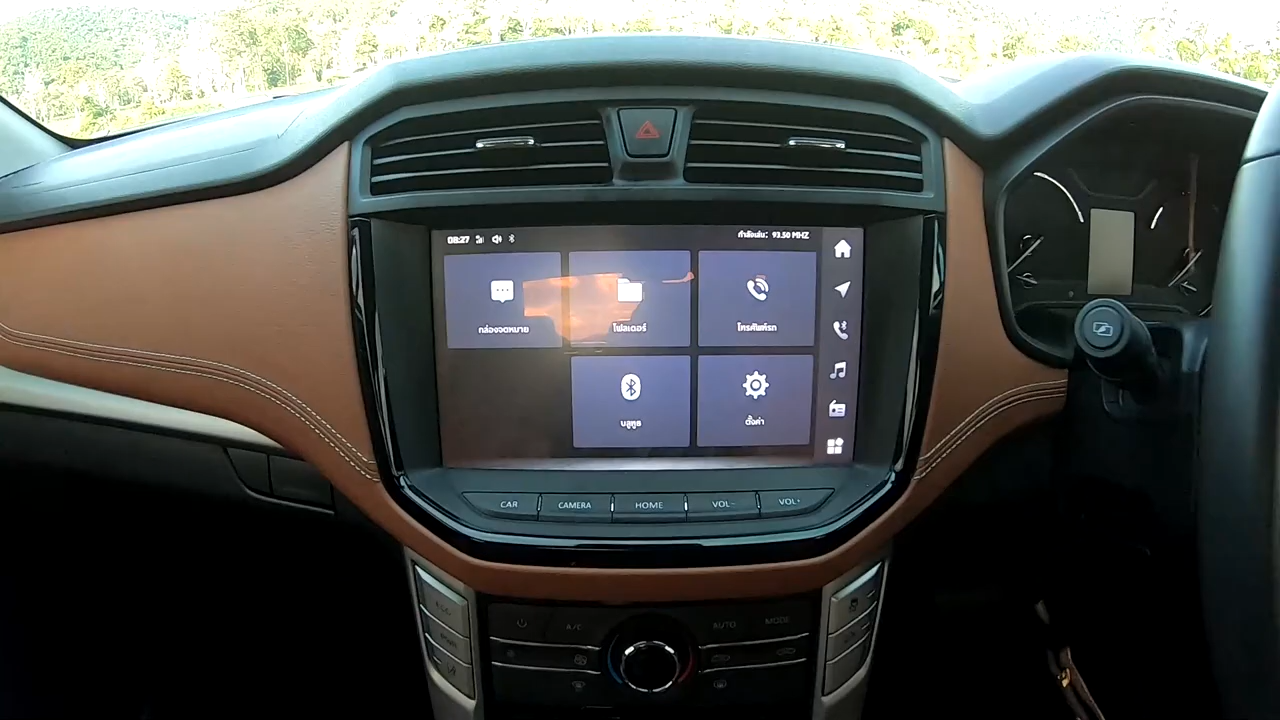 08:27
กำลังเล่น: 93.50 MHZ
กล่องจดหมาย
โฟลเดอร์
โทรศัพท์รถ
บลูทูธ
ตั้งค่า
CAR
CAMERA
HOME
VOL-
VOL+
A/C
AUTO
MODE